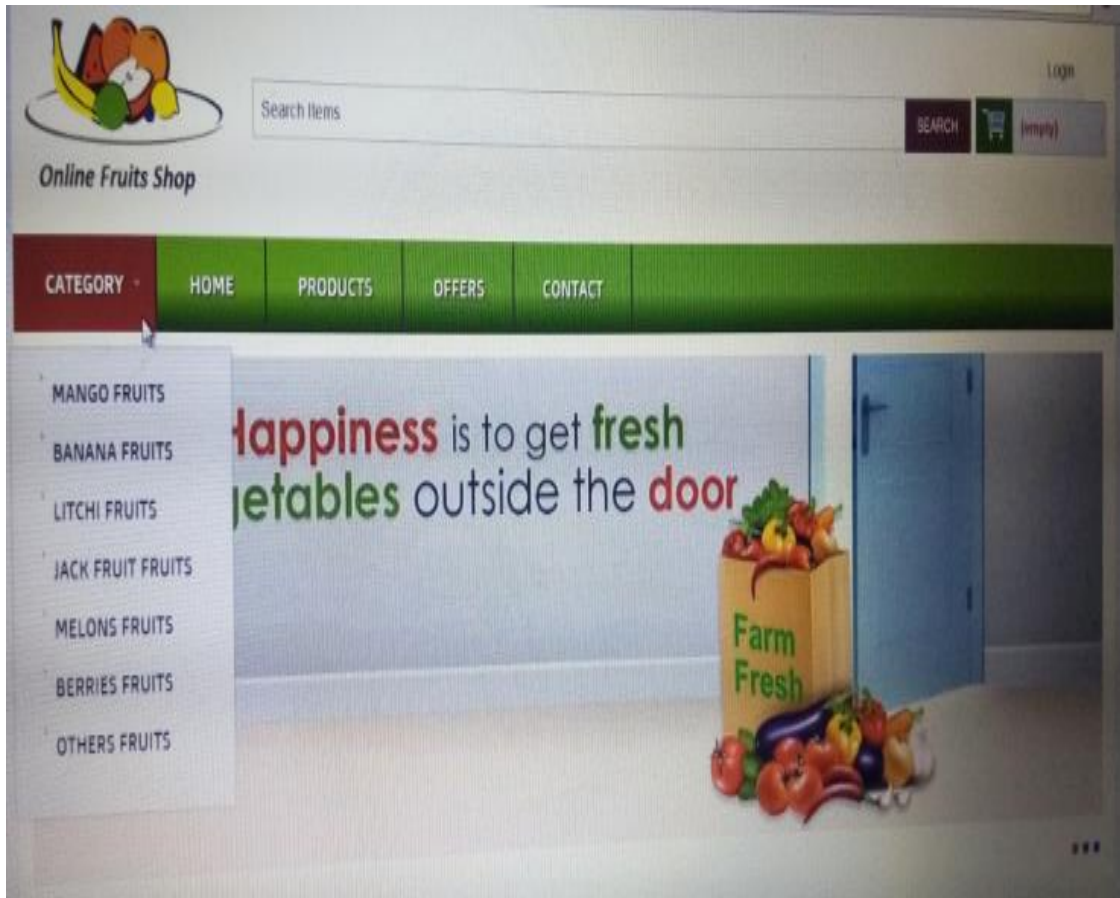 Login
Search Items
SEARCH
(empty)
Online Fruits Shop
CATEGORY
HOME
PRODUCTS
OFFERS
CONTACT
MANGO FRUITS
BANANA FRUITS
LITCHI FRUITS
JACK FRUIT FRUITS
MELONS FRUITS
BERRIES FRUITS
OTHERS FRUITS
Happiness is to get fresh
getables outside the door
Farm
Fresh